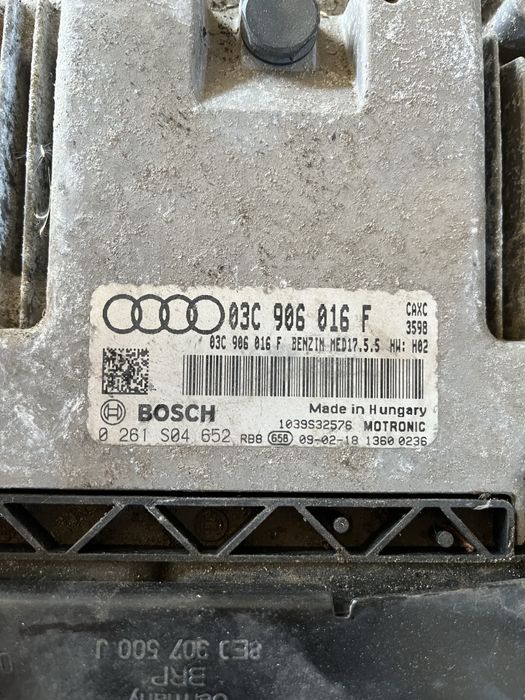 03C 906 016 F CAXC
3598
03C 906 016 F BENZIN MED17.5.5 HW: H02
BOSCH Made in Hungary
1039S32576 MOTRONIC
0 261 S04 652 RB8 658 09-02-18 1360 0236
8E0 907 500 J
BRP
Germany